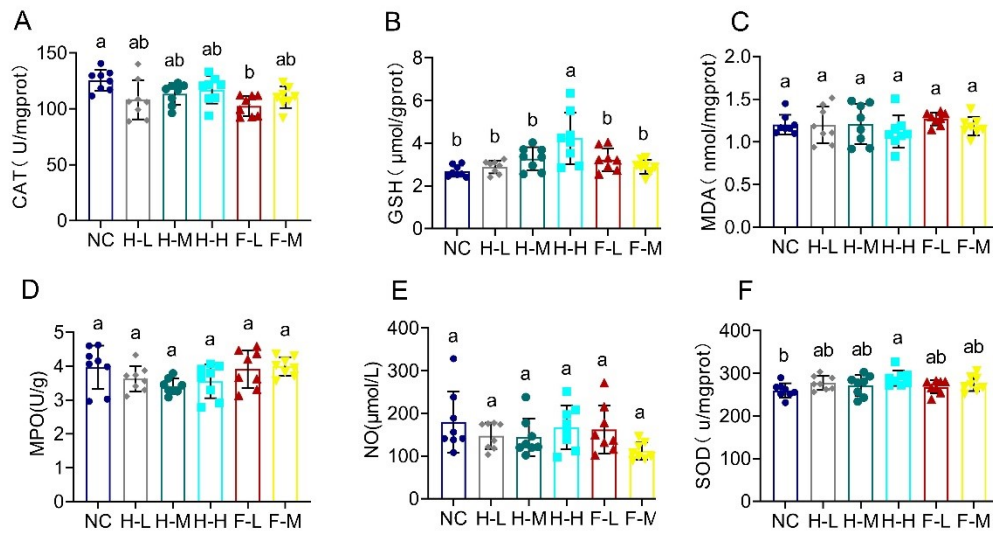 A
CAT ( U/mgprot)
150
100
50
0
a ab ab ab b ab
NC H-L H-M H-H F-L F-M
B
GSH ( μmol/gprot)
8
6
4
2
0
b b b a b b
NC H-L H-M H-H F-L F-M
C
MDA ( nmol/mgprot)
2.0
1.5
1.0
0.5
0.0
a a a a a a
NC H-L H-M H-H F-L F-M
D
MPO(U/g)
5
4
3
2
1
0
a a a a a a
NC H-L H-M H-H F-L F-M
E
NO(μmol/L)
400
300
200
100
0
a a a a a a
NC H-L H-M H-H F-L F-M
F
SOD ( u/mgprot)
400
300
200
100
0
b ab ab a ab ab
NC H-L H-M H-H F-L F-M